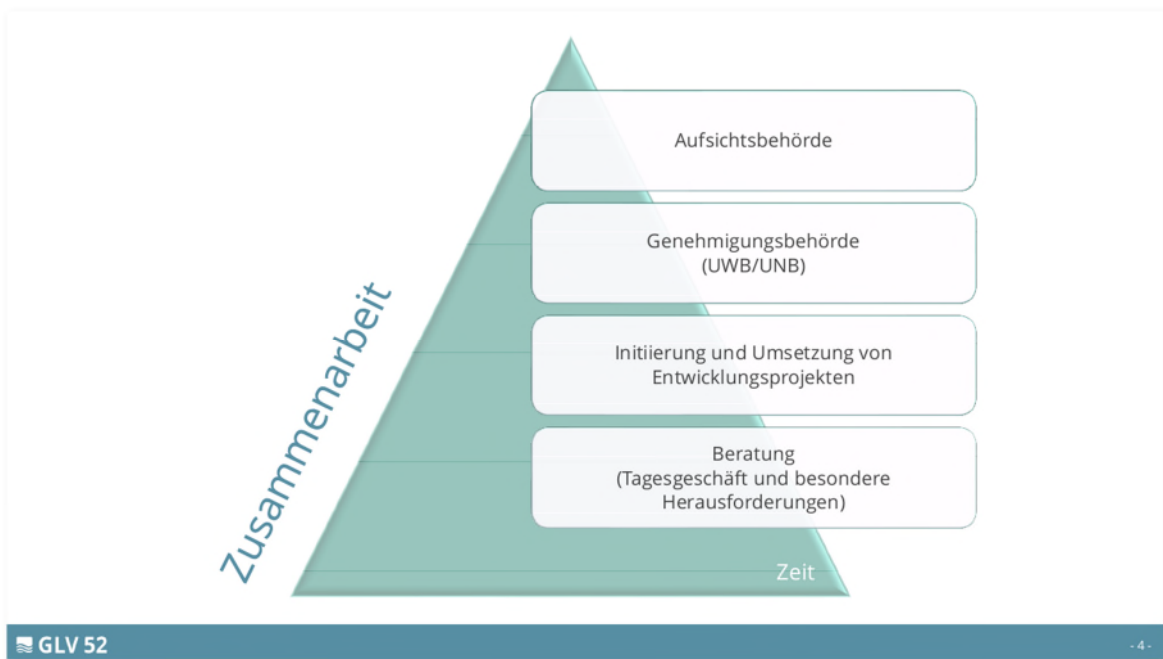 Aufsichtsbehörde
Genehmigungsbehörde
(UWB/UNB)
Initiierung und Umsetzung von
Entwicklungsprojekten
Beratung
(Tagesgeschäft und besondere
Herausforderungen)
Zusammenarbeit
Zeit
GLV 52
- 4 -